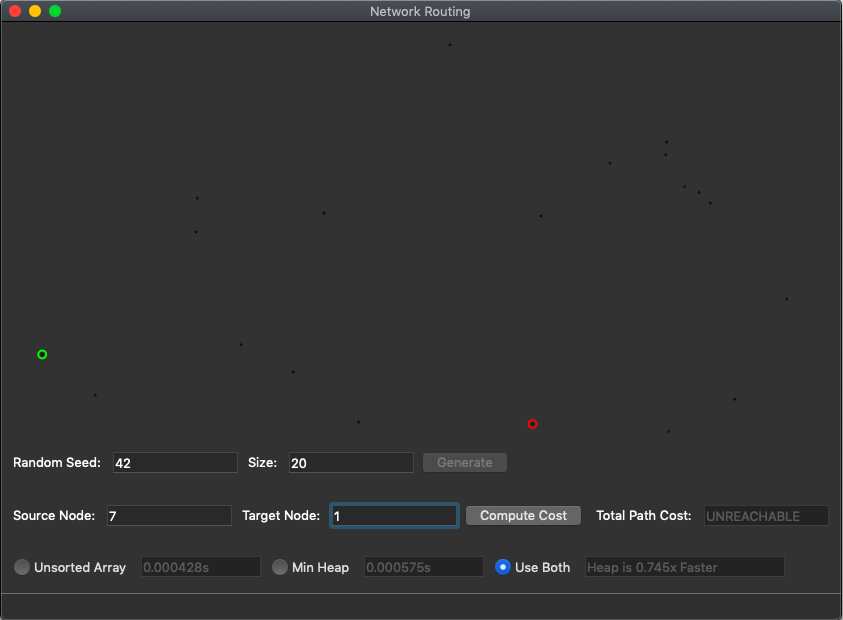 Network Routing
Random Seed: 42 Size: 20 Generate
Source Node: 7 Target Node: 1 Compute Cost Total Path Cost: UNREACHABLE
Unsorted Array 0.000428s Min Heap 0.000575s Use Both Heap is 0.745x Faster